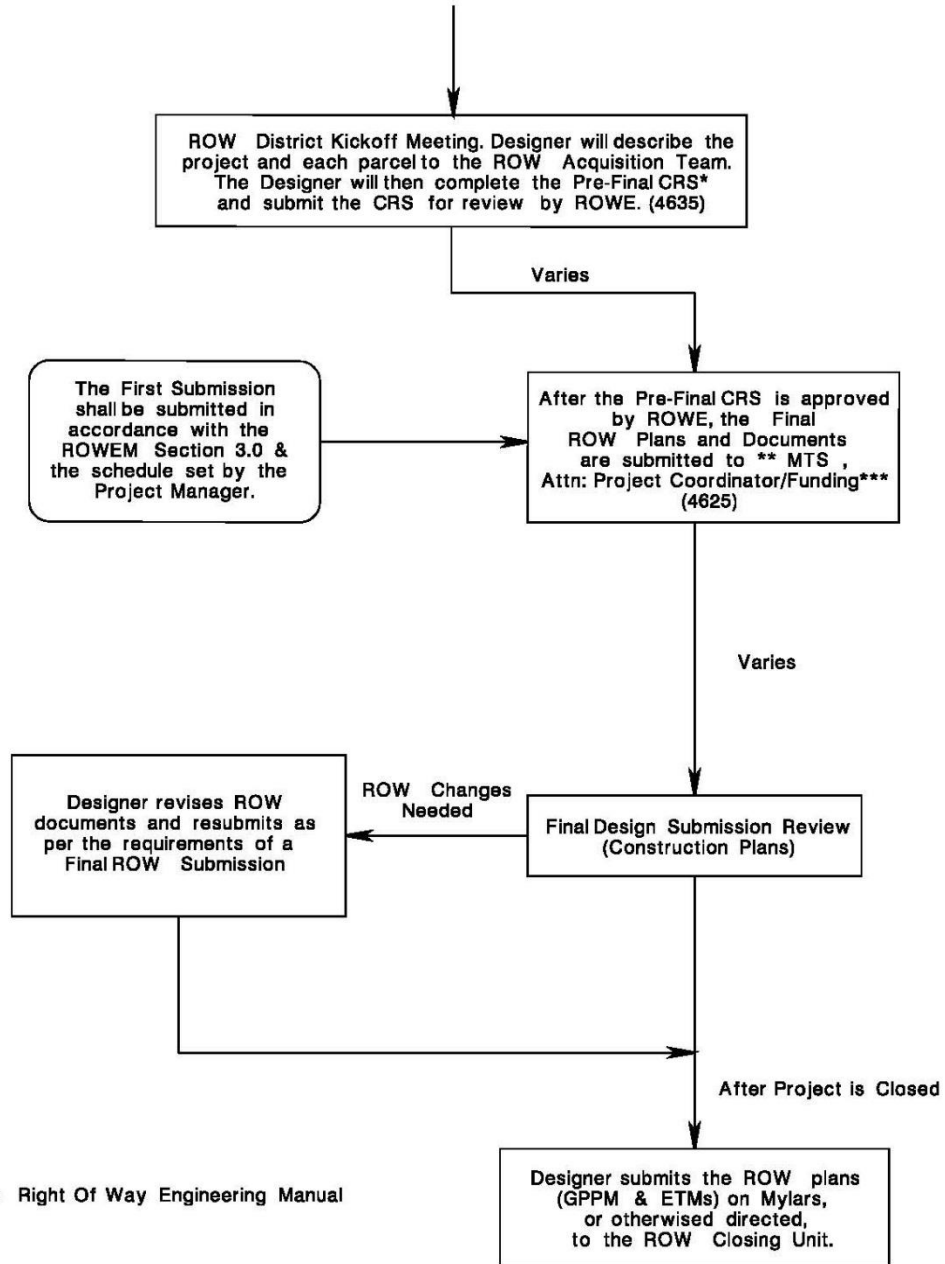 ROW District Kickoff Meeting. Designer will describe the
project and each parcel to the ROW Acquisition Team.
The Designer will then complete the Pre-Final CRS*
and submit the CRS for review by ROWE. (4635)
Varies
The First Submission
shall be submitted in
accordance with the
ROWEM Section 3.0 &
the schedule set by the
Project Manager.
After the Pre-Final CRS is approved
by ROWE, the Final
ROW Plans and Documents
are submitted to ** MTS ,
Attn: Project Coordinator/Funding***
(4625)
Varies
Designer revises ROW
documents and resubmits as
per the requirements of a
Final ROW Submission
ROW Changes
Needed
Final Design Submission Review
(Construction Plans)
After Project is Closed
Right Of Way Engineering Manual
Designer submits the ROW plans
(GPPM & ETMs) on Mylars,
or otherwised directed,
to the ROW Closing Unit.